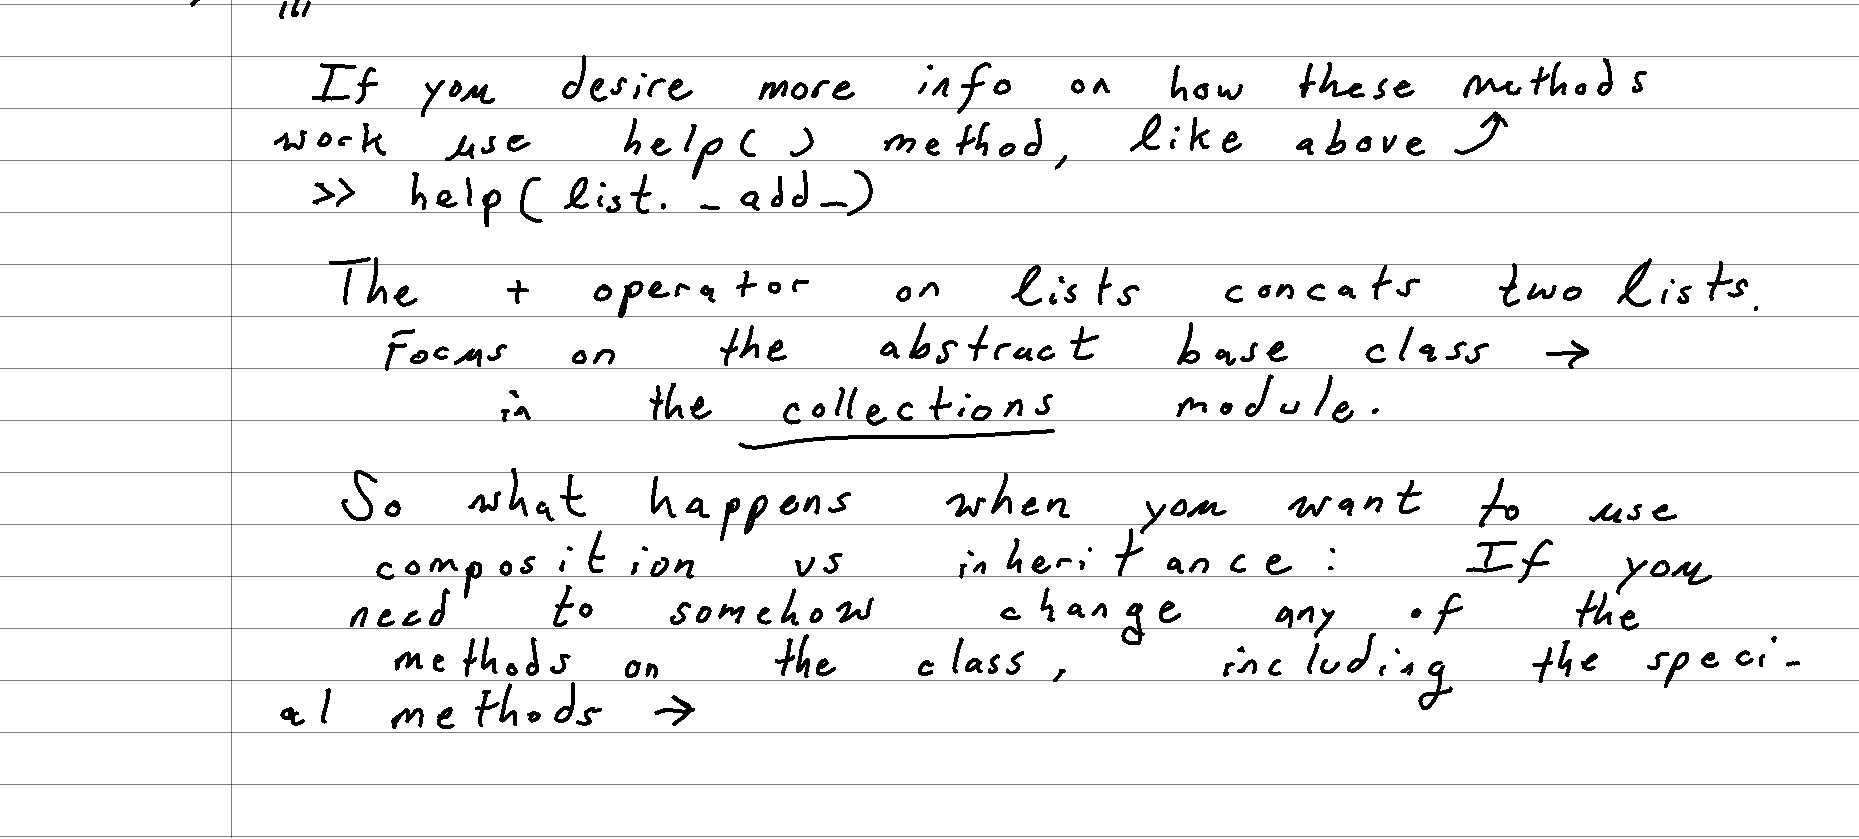 If you desire more info on how these methods
work use help() method, like above ⤴
>> help(list. _add_)
The + operator on lists concats two lists.
Focus on the abstract base class →
in the collections module.
So what happens when you want to use
composition vs inheritance: If you
need to somehow change any of the
methods on the class, including the speci-
al methods →